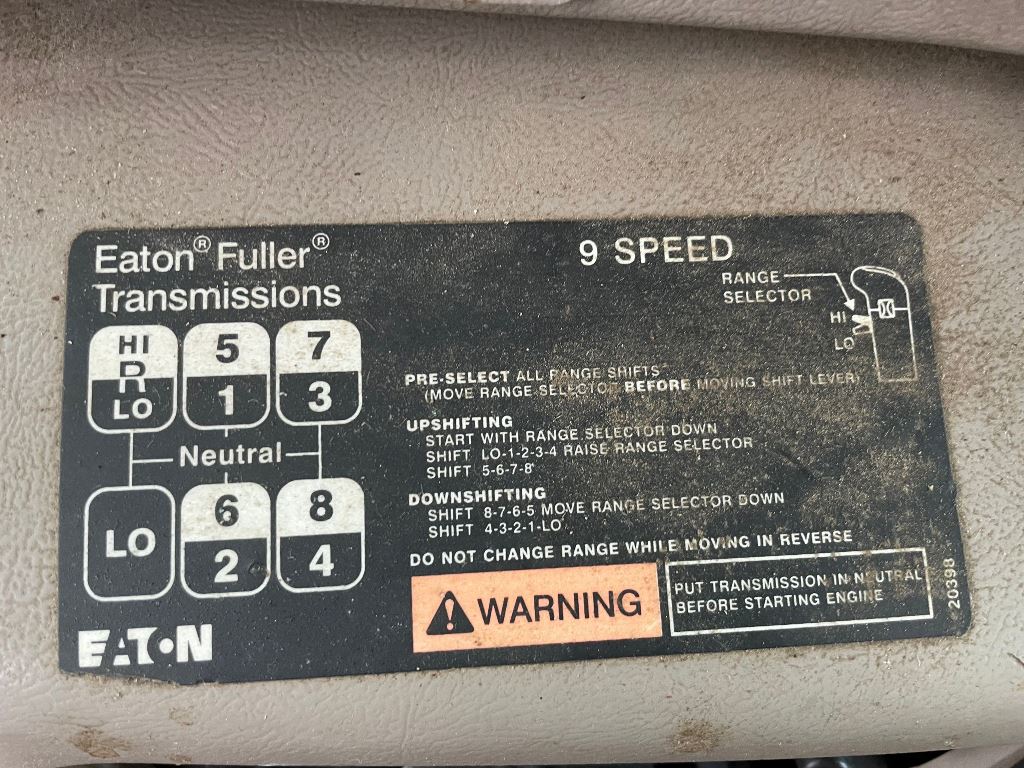 Eaton® Fuller®
Transmissions
9 SPEED
RANGE
SELECTOR
HI
LO
HI
R
LO
5
1
7
3
Neutral
LO
6
2
8
4
PRE-SELECT ALL RANGE SHIFTS
(MOVE RANGE SELECTOR BEFORE MOVING SHIFT LEVER)
UPSHIFTING
START WITH RANGE SELECTOR DOWN
SHIFT LO-1-2-3-4 RAISE RANGE SELECTOR
SHIFT 5-6-7-8
DOWNSHIFTING
SHIFT 8-7-6-5 MOVE RANGE SELECTOR DOWN
SHIFT 4-3-2-1-LO
DO NOT CHANGE RANGE WHILE MOVING IN REVERSE
WARNING
PUT TRANSMISSION IN NEUTRAL
BEFORE STARTING ENGINE
20398
EATON